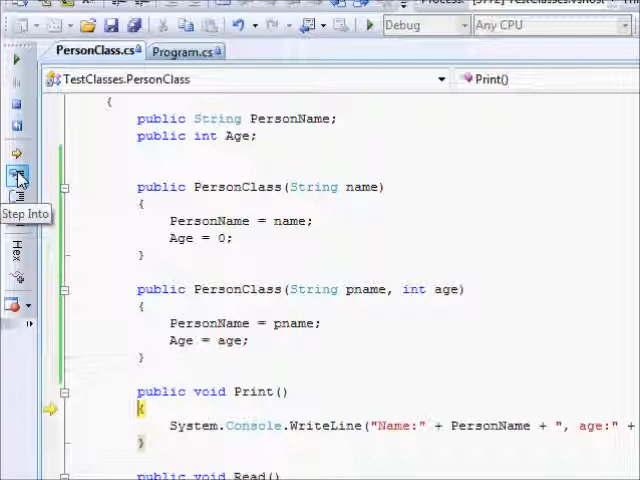 Process:
Debug
Any CPU
PersonClass.cs
Program.cs
TestClasses.PersonClass
Print()
{
public String PersonName;
public int Age;
public PersonClass(String name)
{
PersonName = name;
Age = 0;
}
public PersonClass(String pname, int age)
{
PersonName = pname;
Age = age;
}
public void Print()
{
System.Console.WriteLine("Name:" + PersonName + ", age:" +
}
public void Read()
Step Into
Hex